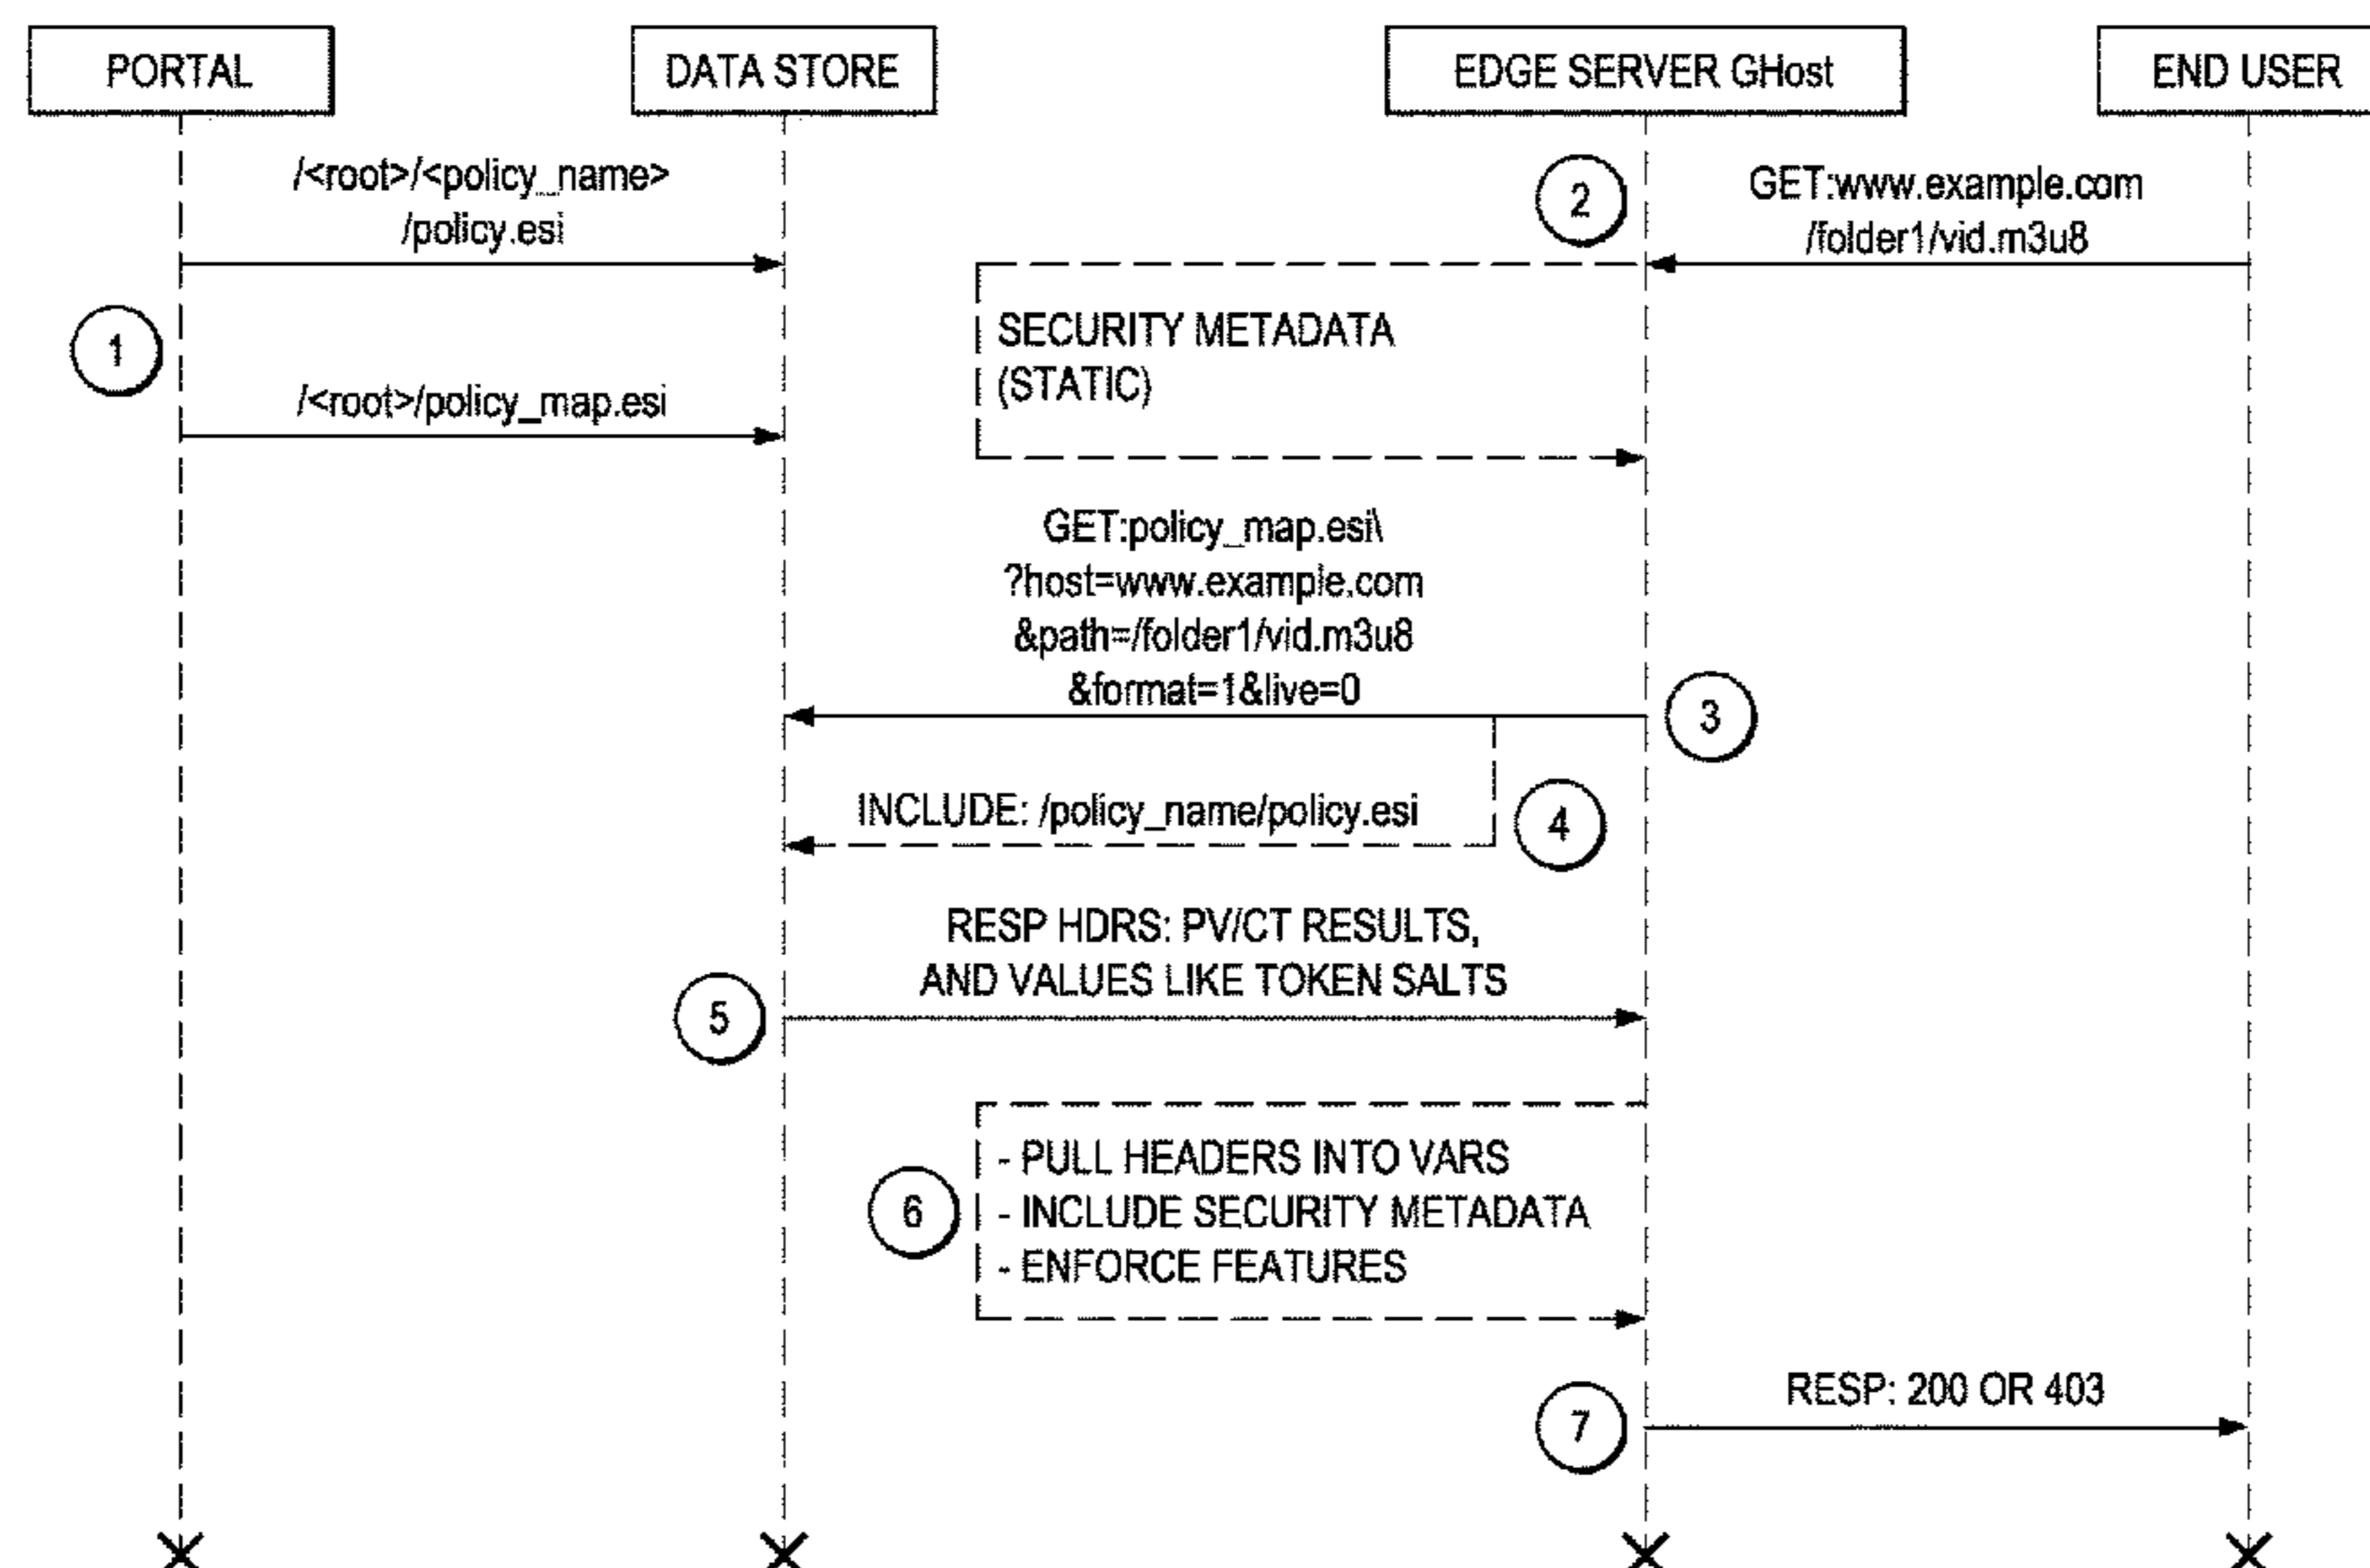 PORTAL
DATA STORE
EDGE SERVER GHost
END USER
/<root>/<policy_name>
/policy.esi
2
GET:www.example.com
/folder1/vid.m3u8
1
SECURITY METADATA
(STATIC)
/<root>/policy_map.esi
GET:policy_map.esi\
?host=www.example.com
&path=/folder1/vid.m3u8
&format=1&live=0
3
INCLUDE: /policy_name/policy.esi
4
RESP HDRS: PV/CT RESULTS,
AND VALUES LIKE TOKEN SALTS
5
- PULL HEADERS INTO VARS
- INCLUDE SECURITY METADATA
- ENFORCE FEATURES
6
RESP: 200 OR 403
7